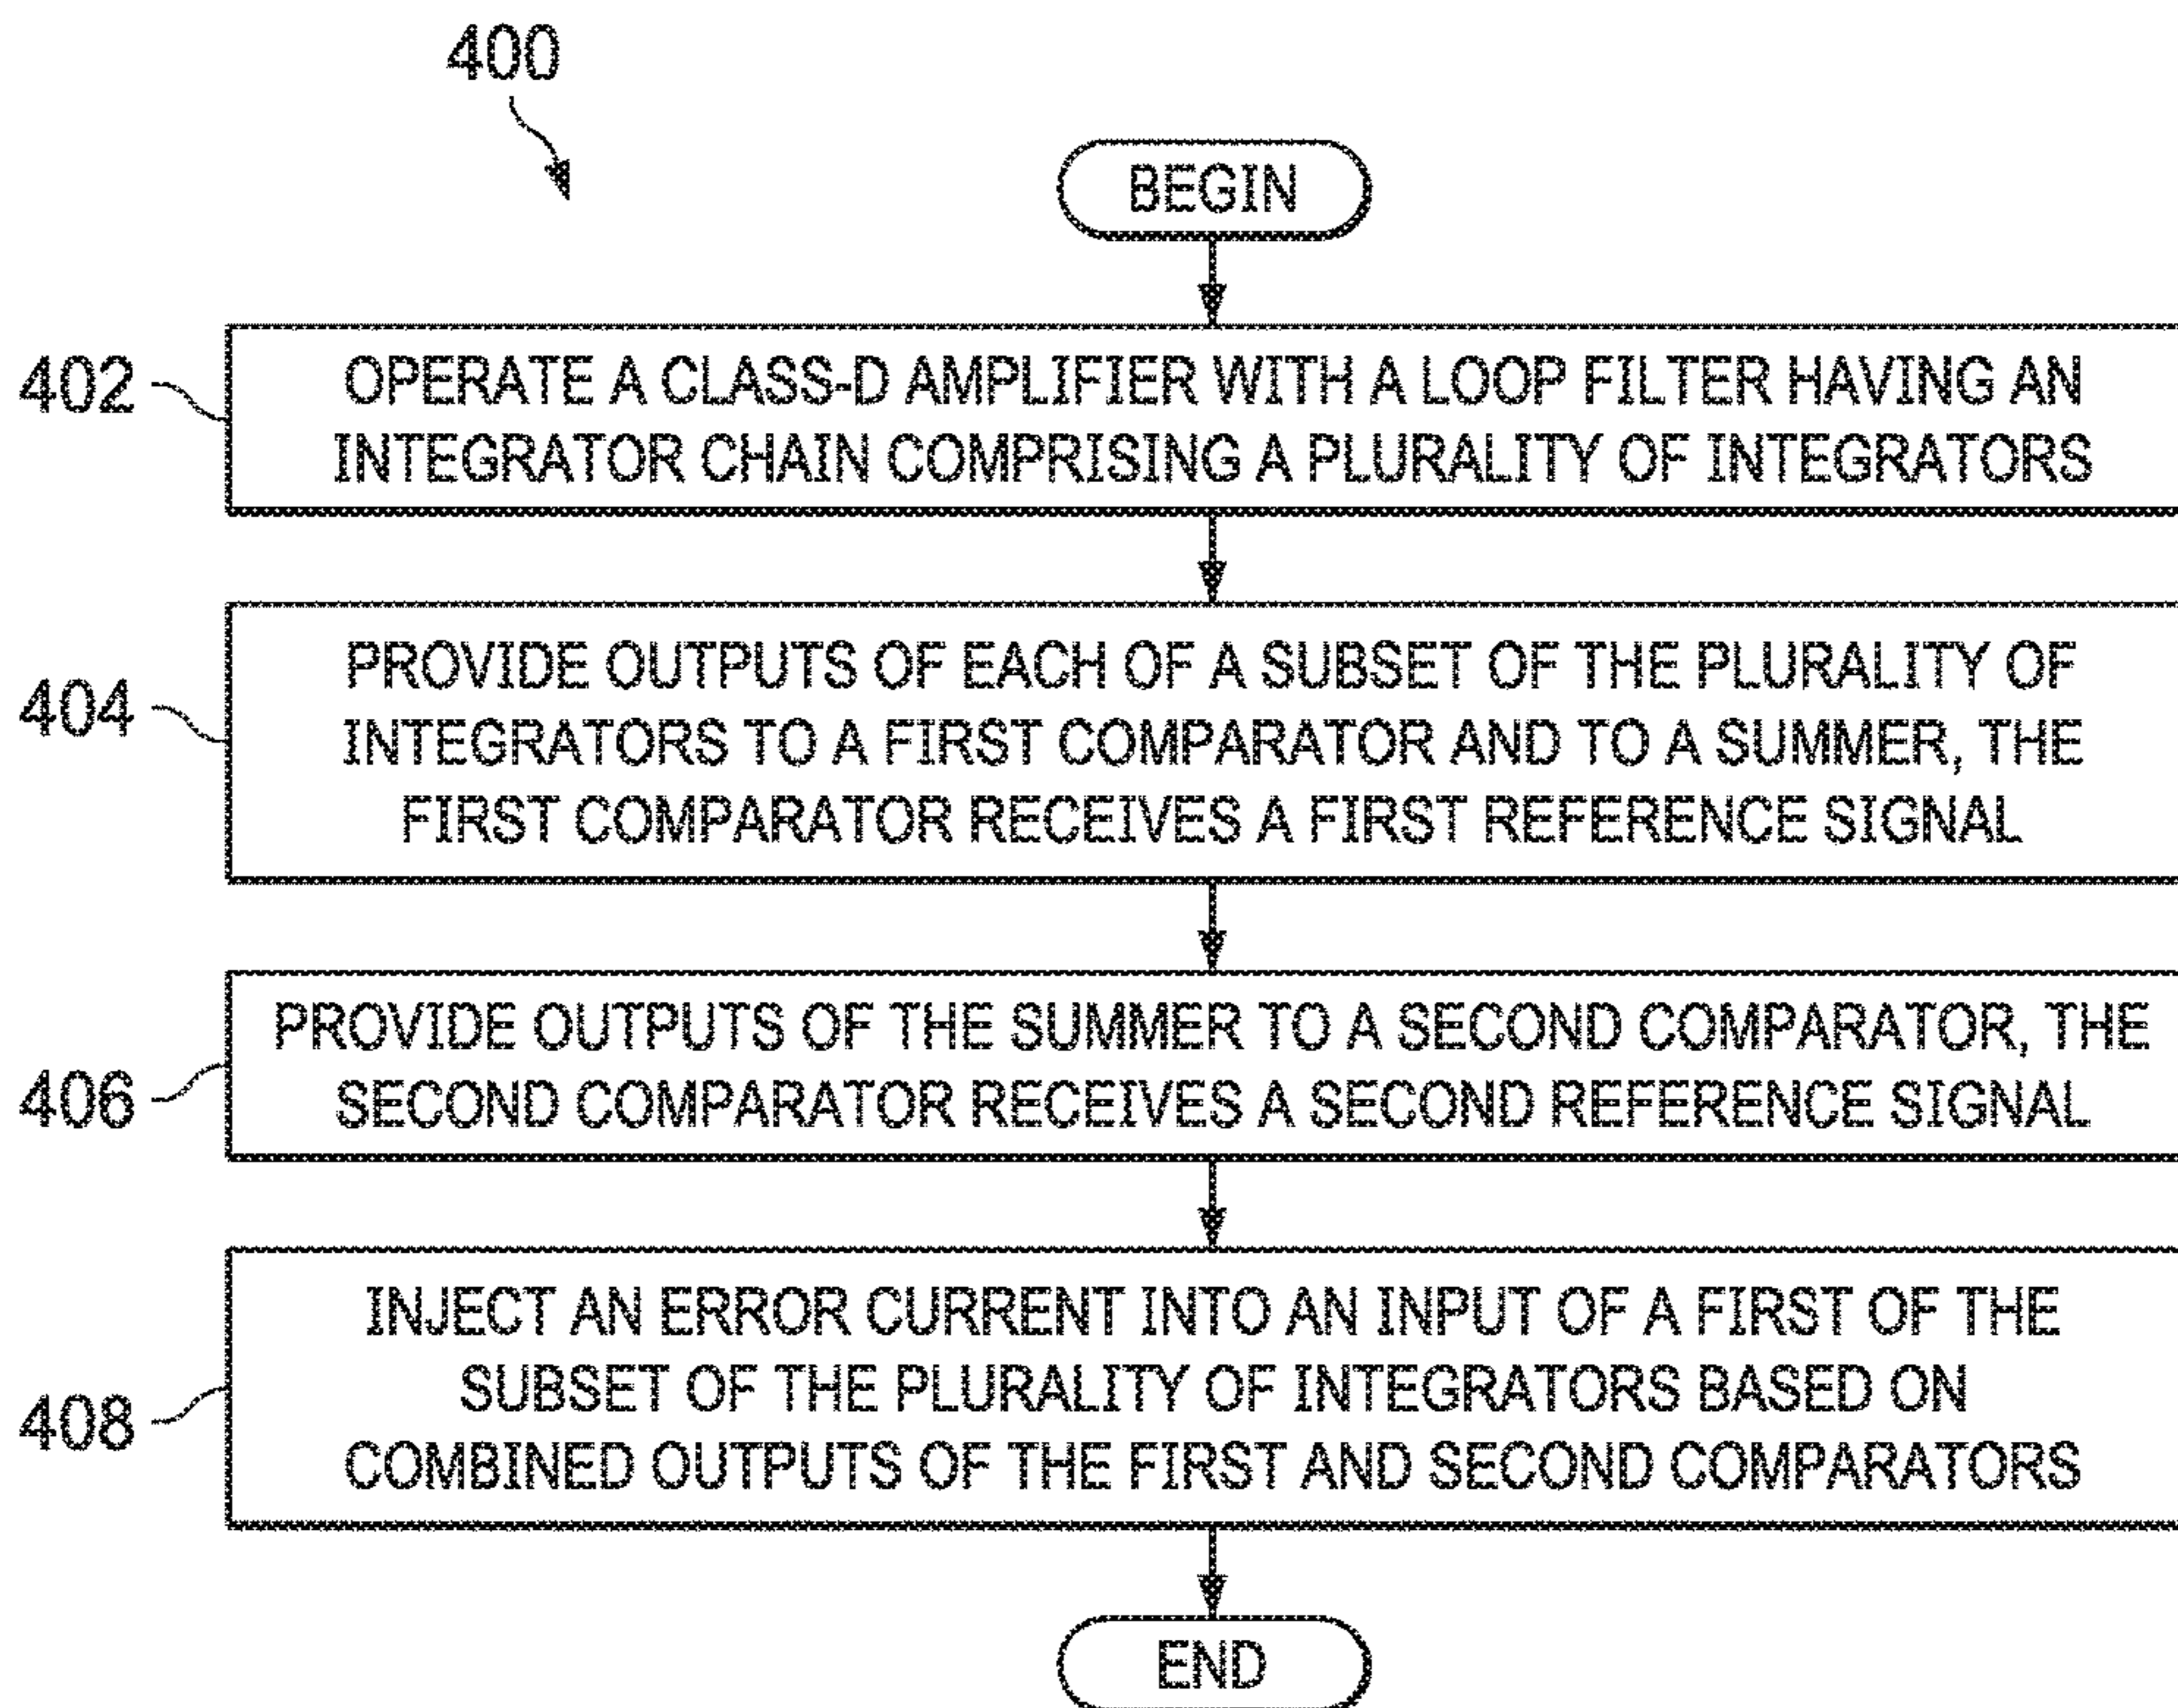 400
BEGIN
402
OPERATE A CLASS-D AMPLIFIER WITH A LOOP FILTER HAVING AN
INTEGRATOR CHAIN COMPRISING A PLURALITY OF INTEGRATORS
404
PROVIDE OUTPUTS OF EACH OF A SUBSET OF THE PLURALITY OF
INTEGRATORS TO A FIRST COMPARATOR AND TO A SUMMER, THE
FIRST COMPARATOR RECEIVES A FIRST REFERENCE SIGNAL
406
PROVIDE OUTPUTS OF THE SUMMER TO A SECOND COMPARATOR, THE
SECOND COMPARATOR RECEIVES A SECOND REFERENCE SIGNAL
408
INJECT AN ERROR CURRENT INTO AN INPUT OF A FIRST OF THE
SUBSET OF THE PLURALITY OF INTEGRATORS BASED ON
COMBINED OUTPUTS OF THE FIRST AND SECOND COMPARATORS
END